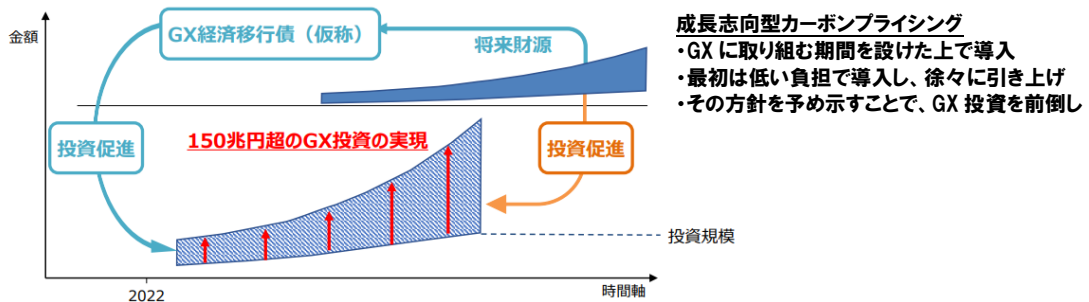 金額
GX経済移行債（仮称）
将来財源
成長志向型カーボンプライシング
・GXに取り組む期間を設けた上で導入
・最初は低い負担で導入し、徐々に引き上げ
・その方針を予め示すことで、GX投資を前倒し
投資促進
150兆円超のGX投資の実現
投資促進
投資規模
2022
時間軸